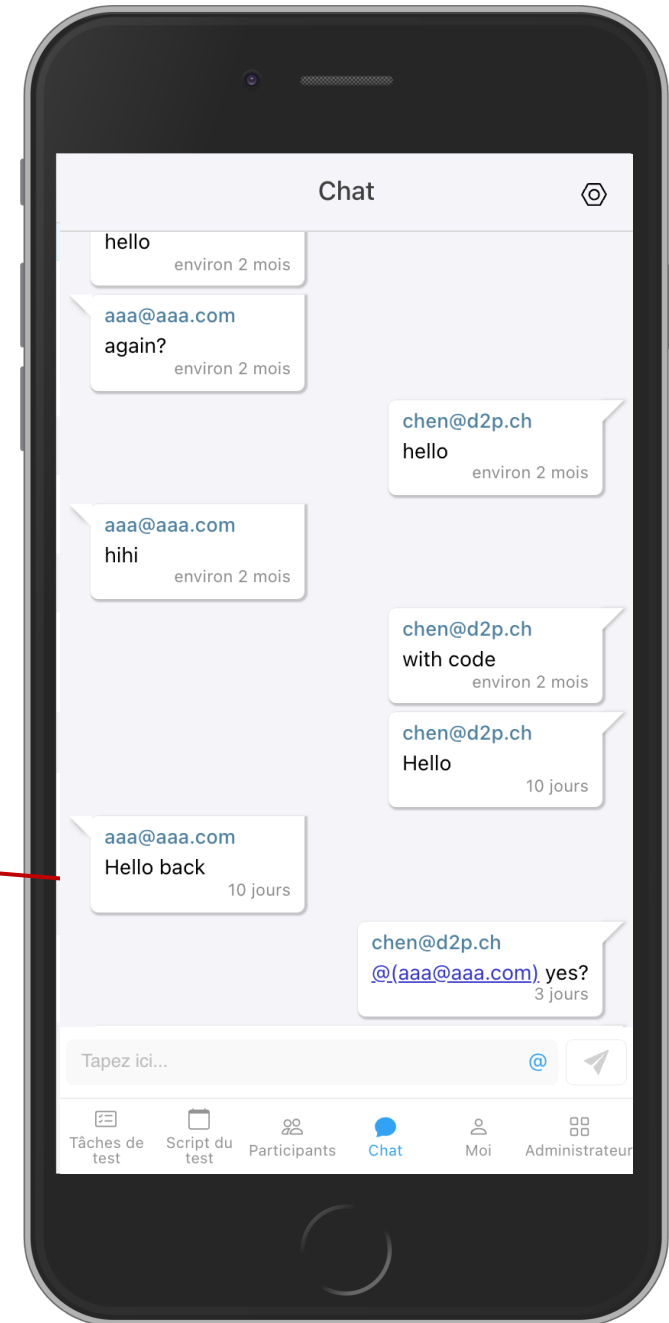 Chat
hello
environ 2 mois
aaa@aaa.com
again?
environ 2 mois
chen@d2p.ch
hello
environ 2 mois
aaa@aaa.com
hihi
environ 2 mois
chen@d2p.ch
with code
environ 2 mois
chen@d2p.ch
Hello
10 jours
aaa@aaa.com
Hello back
10 jours
chen@d2p.ch
@(aaa@aaa.com) yes?
3 jours
Tapez ici... @
Tâches de
test
Script du
test
Participants
Chat
Moi
Administrateur